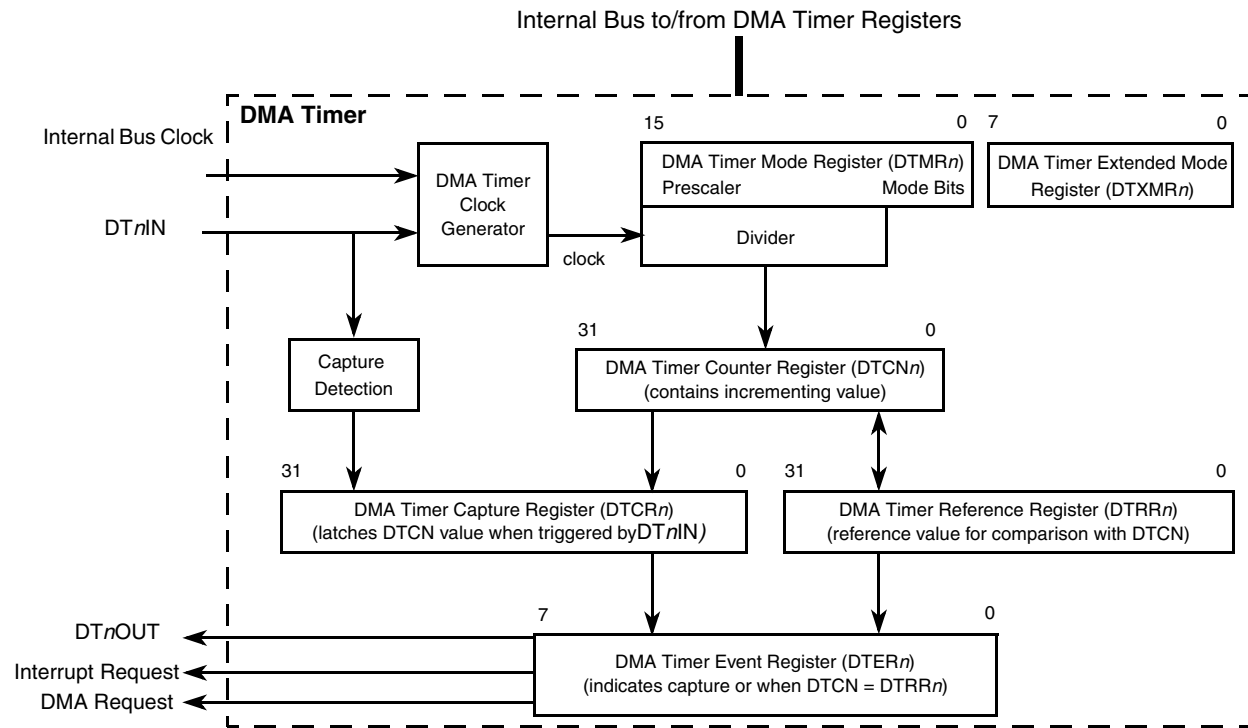 Internal Bus to/from DMA Timer Registers
DMA Timer
15 0 7 0
Internal Bus Clock
DMA Timer Mode Register (DTMRn)
Prescaler Mode Bits
DMA Timer Extended Mode
Register (DTXMRn)
DMA Timer
Clock
Generator
DTnIN
clock
Divider
31 0
Capture
Detection
DMA Timer Counter Register (DTCNn)
(contains incrementing value)
31 0 31 0
DMA Timer Capture Register (DTCRn)
(latches DTCN value when triggered byDTnIN)
DMA Timer Reference Register (DTRRn)
(reference value for comparison with DTCN)
7 0
DTnOUT
Interrupt Request
DMA Request
DMA Timer Event Register (DTERn)
(indicates capture or when DTCN = DTRRn)